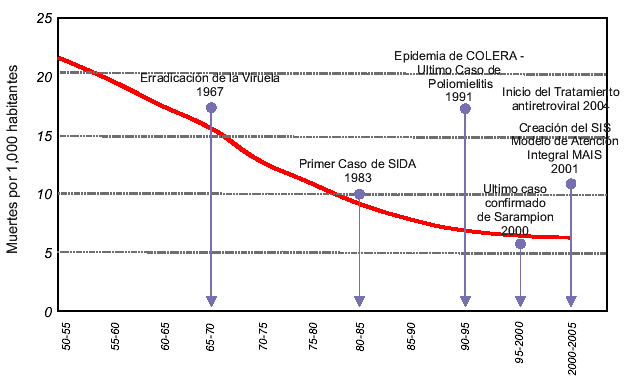 25
20
15
10
5
0
Muertes por 1,000 habitantes
Erradicación de la Viruela
1967
Primer Caso de SIDA
1983
Epidemia de COLERA -
Ultimo Caso de
Poliomielitis
1991
Inicio del Tratamiento
antiretroviral 2004
Creación del SIS
Modelo de Atención
Integral MAIS
2001
Ultimo caso
confirmado
de Sarampion
2000
50-55
55-60
60-65
65-70
70-75
75-80
80-85
85-90
90-95
95-2000
2000-2005